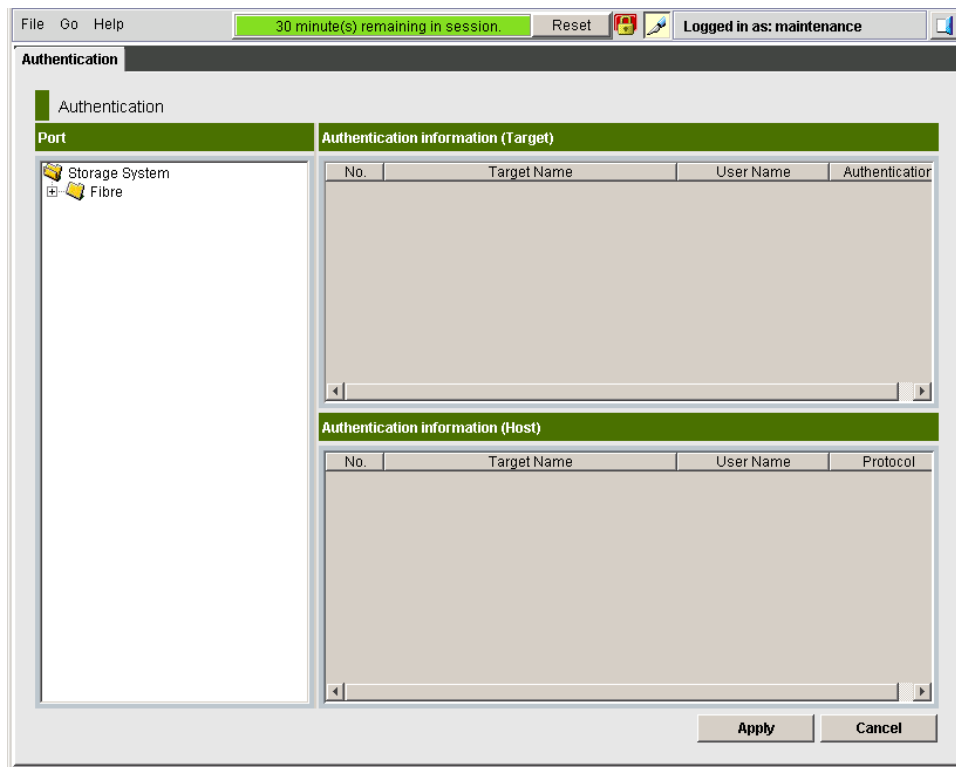 File Go Help 30 minute(s) remaining in session. Reset Logged in as: maintenance
Authentication
Authentication
Port
Storage System
Fibre
Authentication information (Target)
No. Target Name User Name Authentication
Authentication information (Host)
No. Target Name User Name Protocol
Apply Cancel